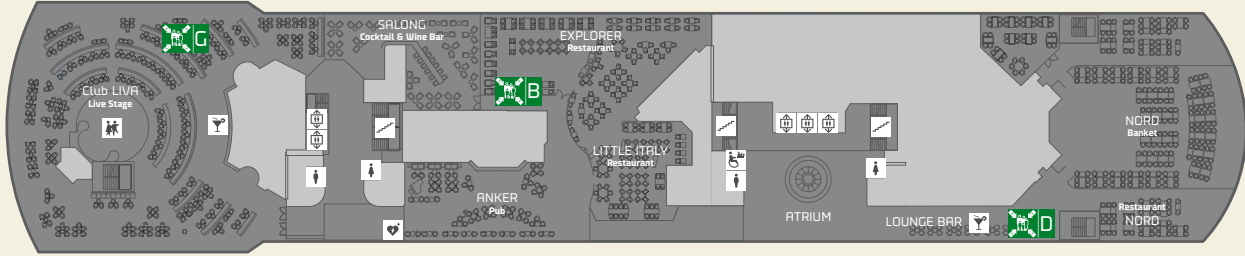 G
Club LIVA
Live Stage
SALONG
Cocktail & Wine Bar
EXPLORER
Restaurant
B
LITTLE ITALY
Restaurant
ANKER
Pub
ATRIUM
LOUNGE BAR
D
NORD
Banket
Restaurant
NORD